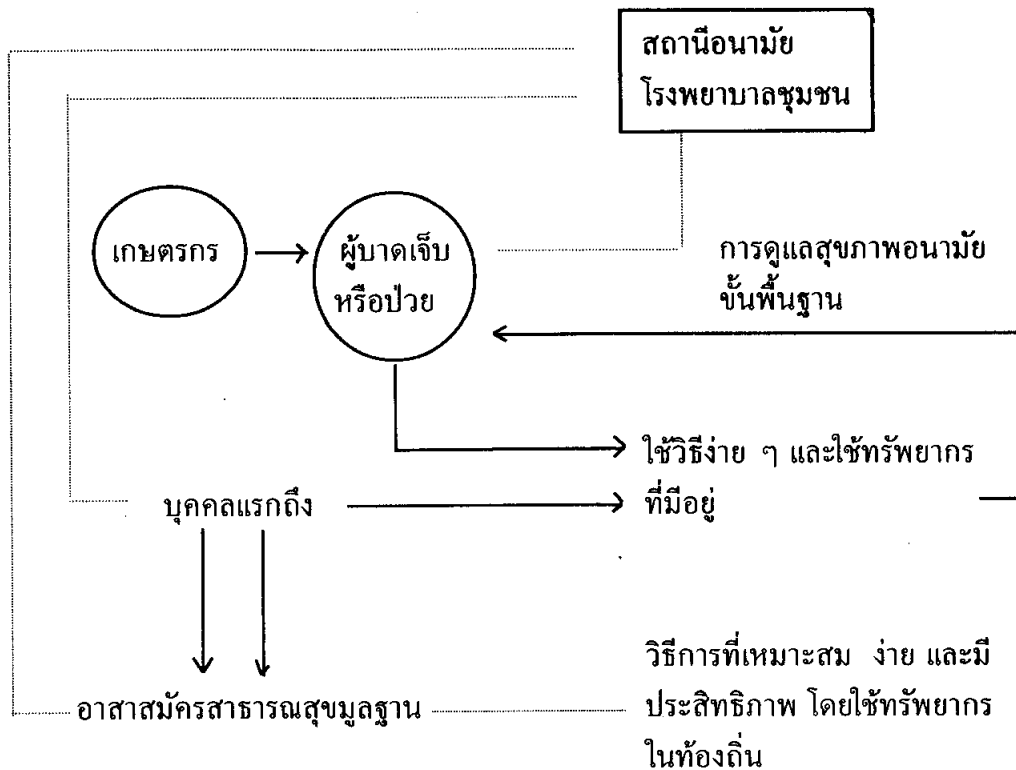 สถานีอนามัย
โรงพยาบาลชุมชน
เกษตรกร
ผู้บาดเจ็บ
หรือป่วย
การดูแลสุขภาพอนามัย
ขั้นพื้นฐาน
ใช้วิธีง่าย ๆ และใช้ทรัพยากร
ที่มีอยู่
บุคคลแรกถึง
อาสาสมัครสาธารณสุขมูลฐาน
วิธีการที่เหมาะสม ง่าย และมี
ประสิทธิภาพ โดยใช้ทรัพยากร
ในท้องถิ่น